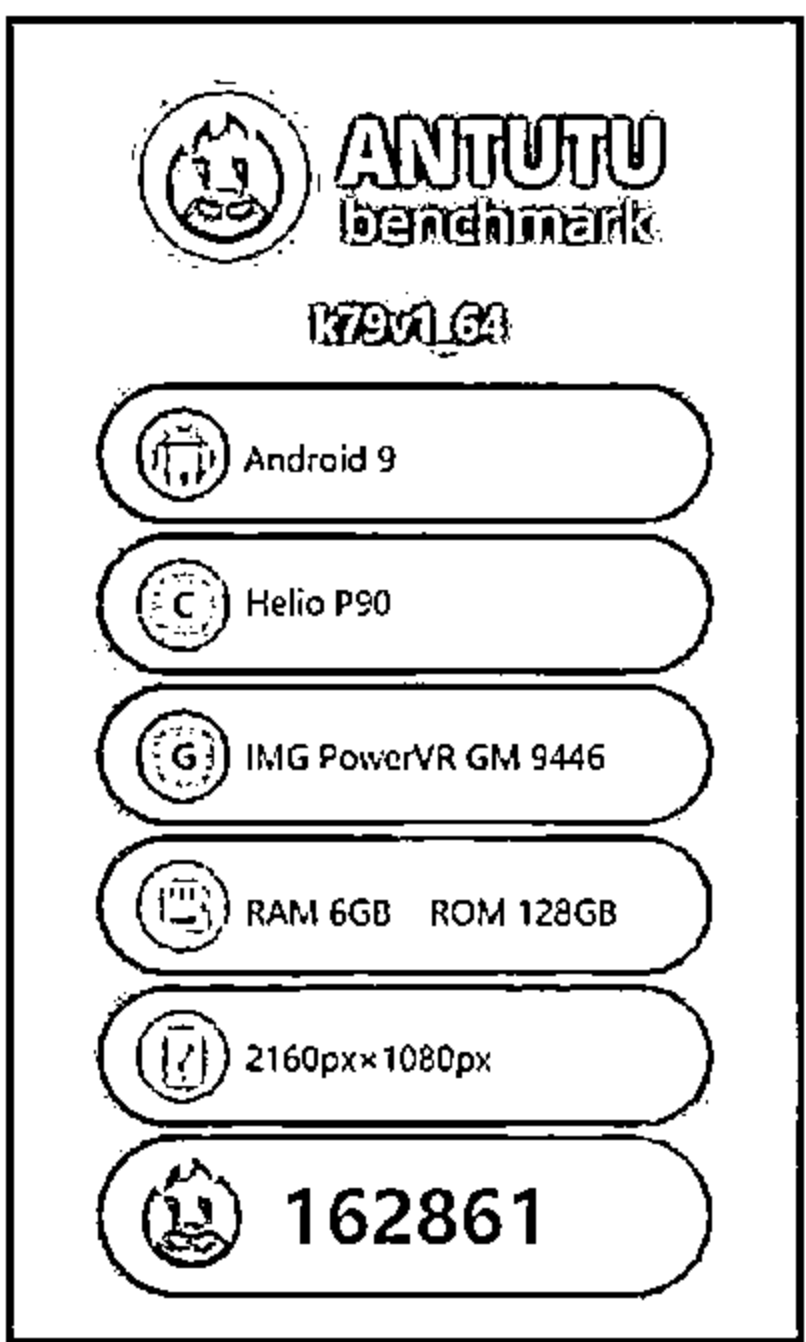 ANTUTU
benchmark
k79v1_64
Android 9
C Helio P90
G IMG PowerVR GM 9446
RAM 6GB ROM 128GB
2160px×1080px
162861